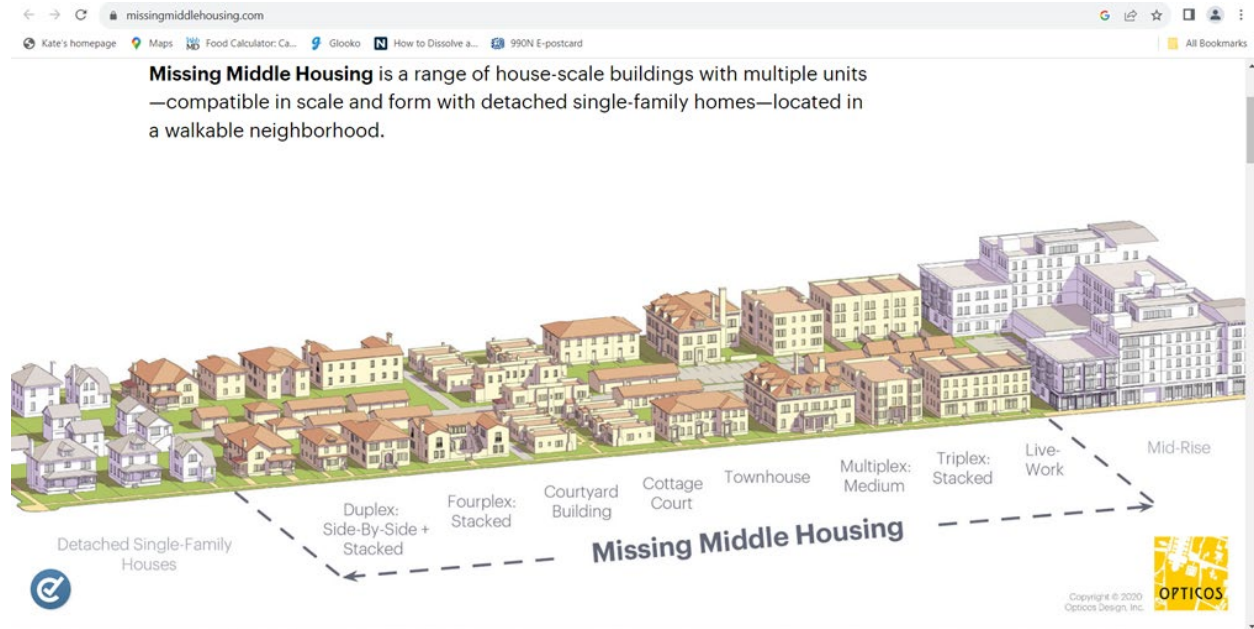 missingmiddlehousing.com
Kate's homepage Maps Food Calculator: Ca... Glooko How to Dissolve a... 990N E-postcard All Bookmarks
Missing Middle Housing is a range of house-scale buildings with multiple units
—compatible in scale and form with detached single-family homes—located in
a walkable neighborhood.
Detached Single-Family
Houses
Duplex:
Side-By-Side +
Stacked
Fourplex:
Stacked
Courtyard
Building
Cottage
Court
Townhouse
Multiplex:
Medium
Triplex:
Stacked
Live-
Work
Mid-Rise
Missing Middle Housing
Copyright © 2020
Opticos Design, Inc.
OPTICOS